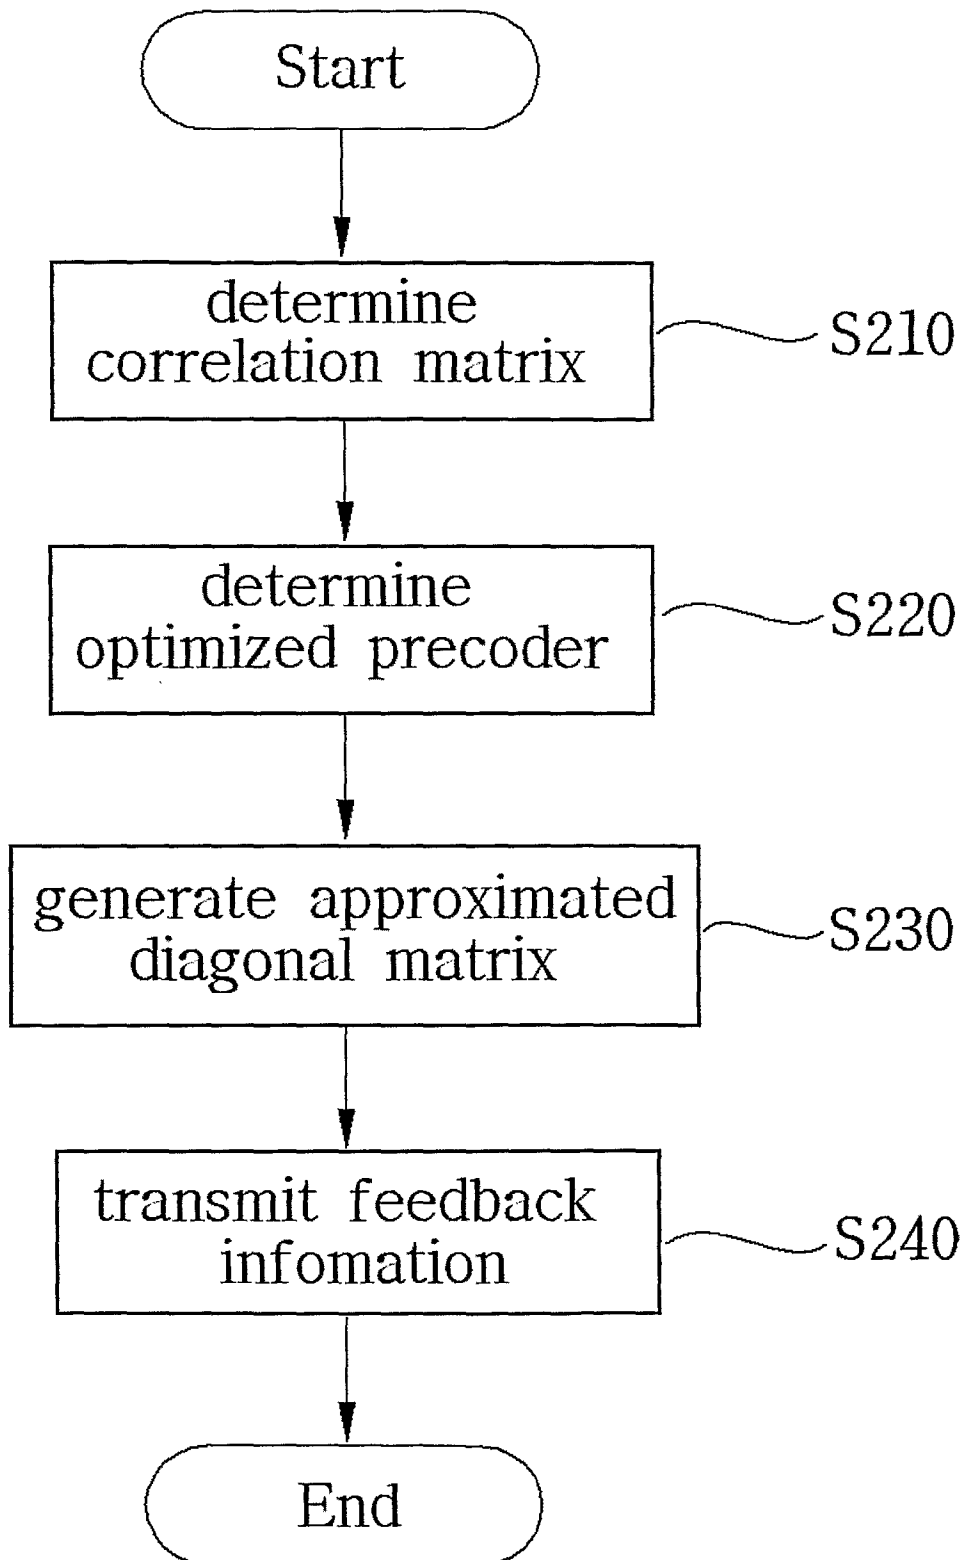 Start
determine
correlation matrix
S210
determine
optimized precoder
S220
generate approximated
diagonal matrix
S230
transmit feedback
infomation
S240
End